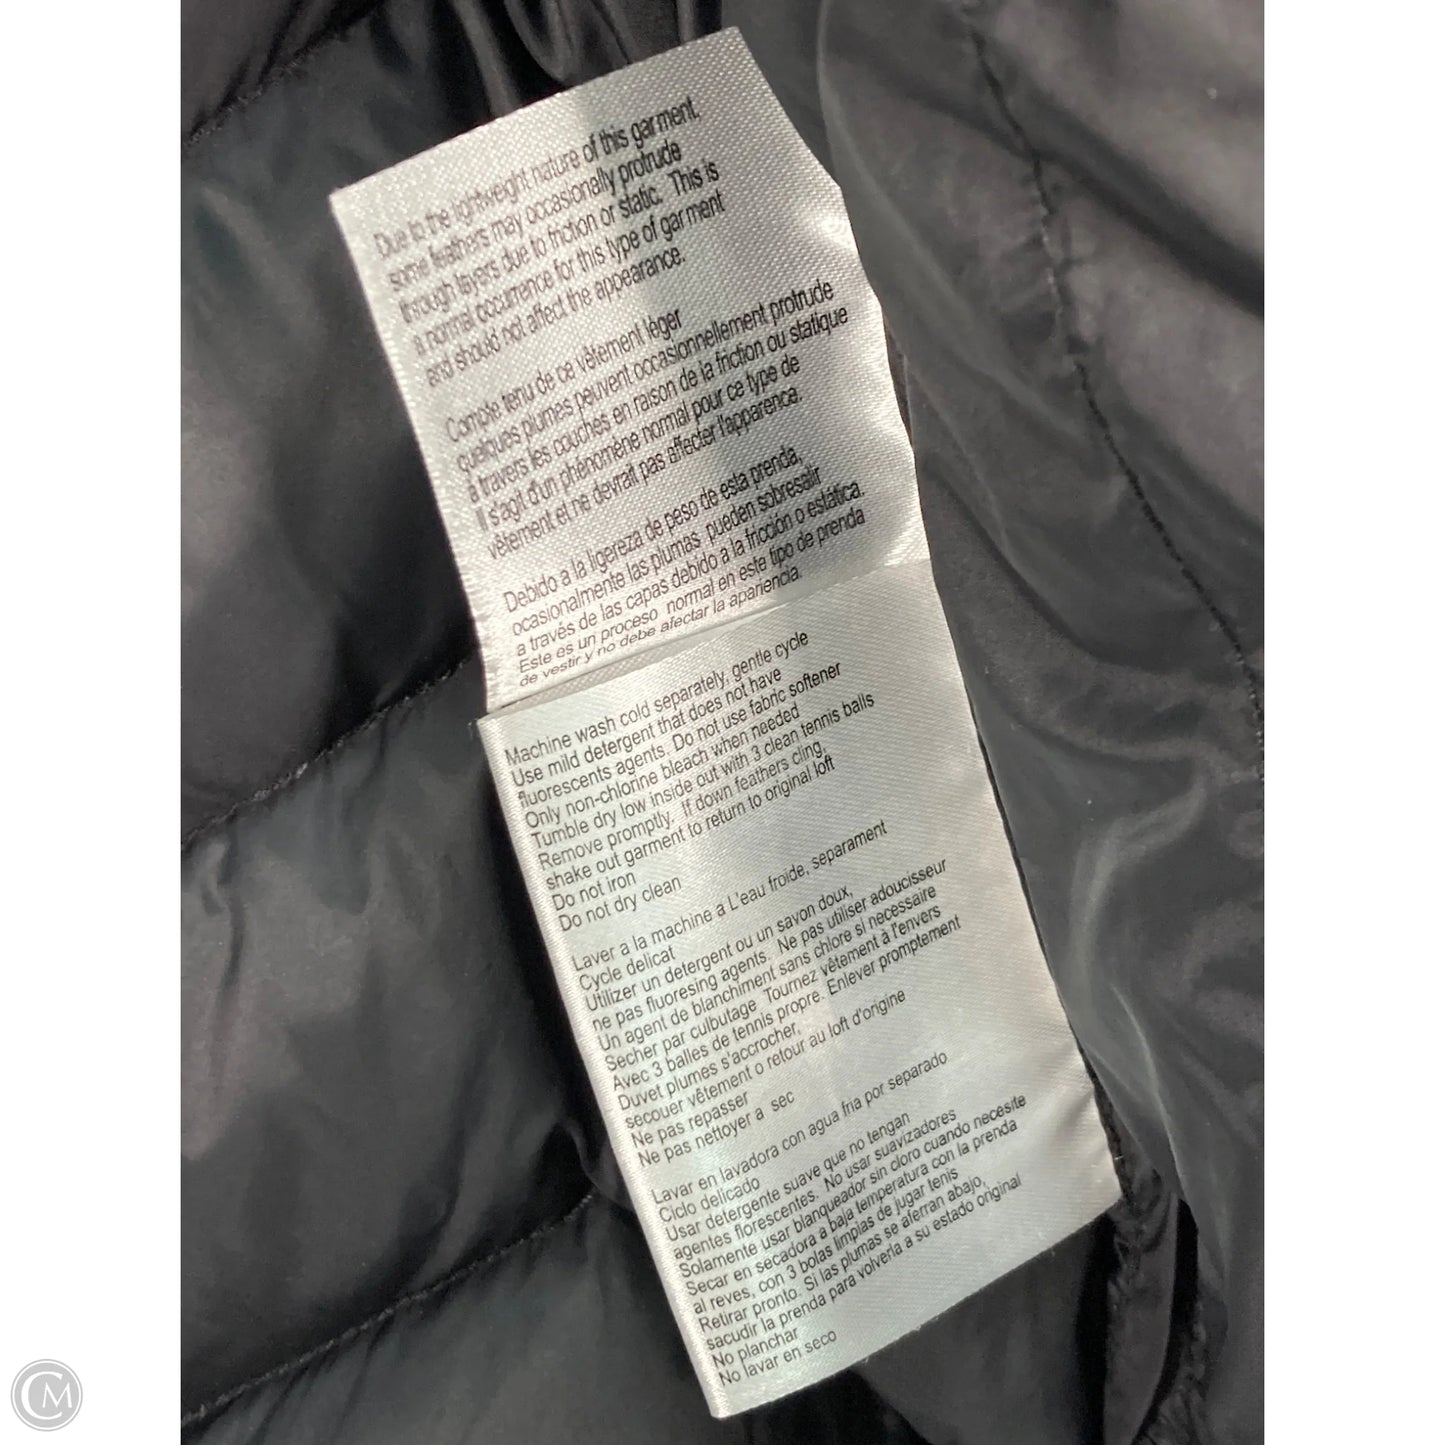 Due to the lightweight nature of this garment,
some feathers may occasionally protrude
through layers due to friction or static. This is
a normal occurrence for this type of garment
and should not affect the appearance.
Compte tenu de ce vêtement léger
quelques plumes peuvent occasionnellement protrude
à travers les couches en raison de la friction ou statique
Il s'agit d'un phénomène normal pour ce type de
vêtement et ne devrait pas affecter l'apparence.
Debido a la ligereza de peso de esta prenda,
ocasionalmente las plumas pueden sobresalir
a través de las capas debido a la fricción o estática.
Este es un proceso normal en este tipo de prenda
de vestir y no debe afectar la apariencia.
Machine wash cold separately, gentle cycle
Use mild detergent that does not have
fluorescents agents. Do not use fabric softener
Only non-chlorine bleach when needed
Tumble dry low inside out with 3 clean tennis balls
Remove promptly. If down feathers cling,
shake out garment to return to original loft
Do not iron
Do not dry clean
Laver a la machine a L'eau froide, separament
Cycle delicat
Utilizer un detergent ou un savon doux,
ne pas fluoresing agents. Ne pas utiliser adoucisseur
Un agent de blanchiment sans chlore si necessaire
Secher par culbutage Tournez vêtement à l'envers
Avec 3 balles de tennis propre. Enlever promptement
Duvet plumes s'accrocher,
secouer vêtement o retour au loft d'origine
Ne pas repasser
Ne pas nettoyer a sec
Lavar en lavadora con agua fria por separado
Ciclo delicado
Usar detergente suave que no tengan
agentes florescentes. No usar suavizadores
Solamente usar blanqueador sin cloro cuando necesite
Secar en secadora a baja temperatura con la prenda
al reves, con 3 bolas limpias de jugar tenis
Retirar pronto. Si las plumas se aferran abajo,
sacudir la prenda para volverla a su estado original
No planchar
No lavar en seco
CM